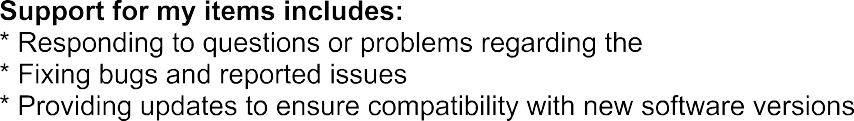 Support for my items includes:
* Responding to questions or problems regarding the
* Fixing bugs and reported issues
* Providing updates to ensure compatibility with new software versions